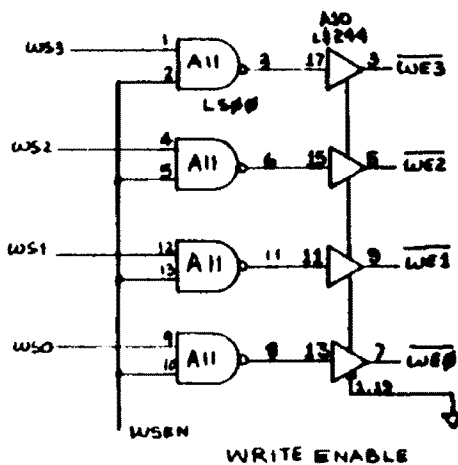 A10
LS244
WS3 1 2 A11 3 17 3 WE3
LSØØ
WS2 4 5 A11 6 15 5 WE2
WS1 12 13 A11 11 11 9 WE1
WS0 9 10 A11 8 13 7 WEØ
1,19
WSEN
WRITE ENABLE